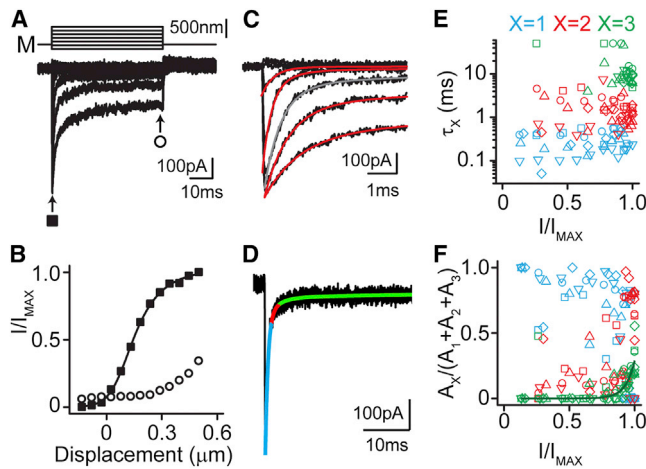 A
M
500nm
100pA
10ms
B
I/I_MAX
1.0
0.5
0
0
0.3
0.6
Displacement (μm)
C
100pA
1ms
D
100pA
10ms
E
X=1 X=2 X=3
τ_X (ms)
10
1
0.1
0
0.5
1.0
I/I_MAX
F
A_X/(A_1+A_2+A_3)
1.0
0.5
0
0
0.5
1.0
I/I_MAX